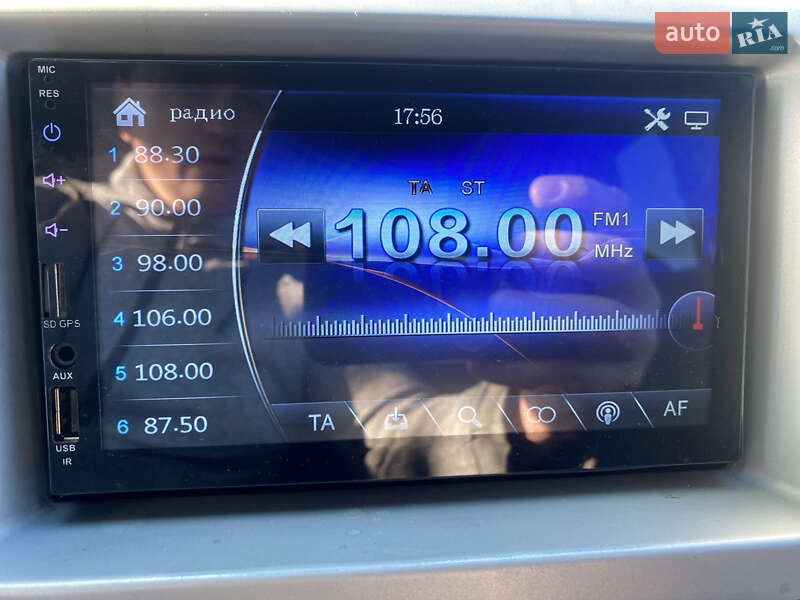 auto RIA.com
MIC
RES
радио
17:56
1 88.30
2 90.00
3 98.00
4 106.00
5 108.00
6 87.50
TA ST
108.00
FM1
MHz
SD GPS
AUX
USB
IR
TA
AF